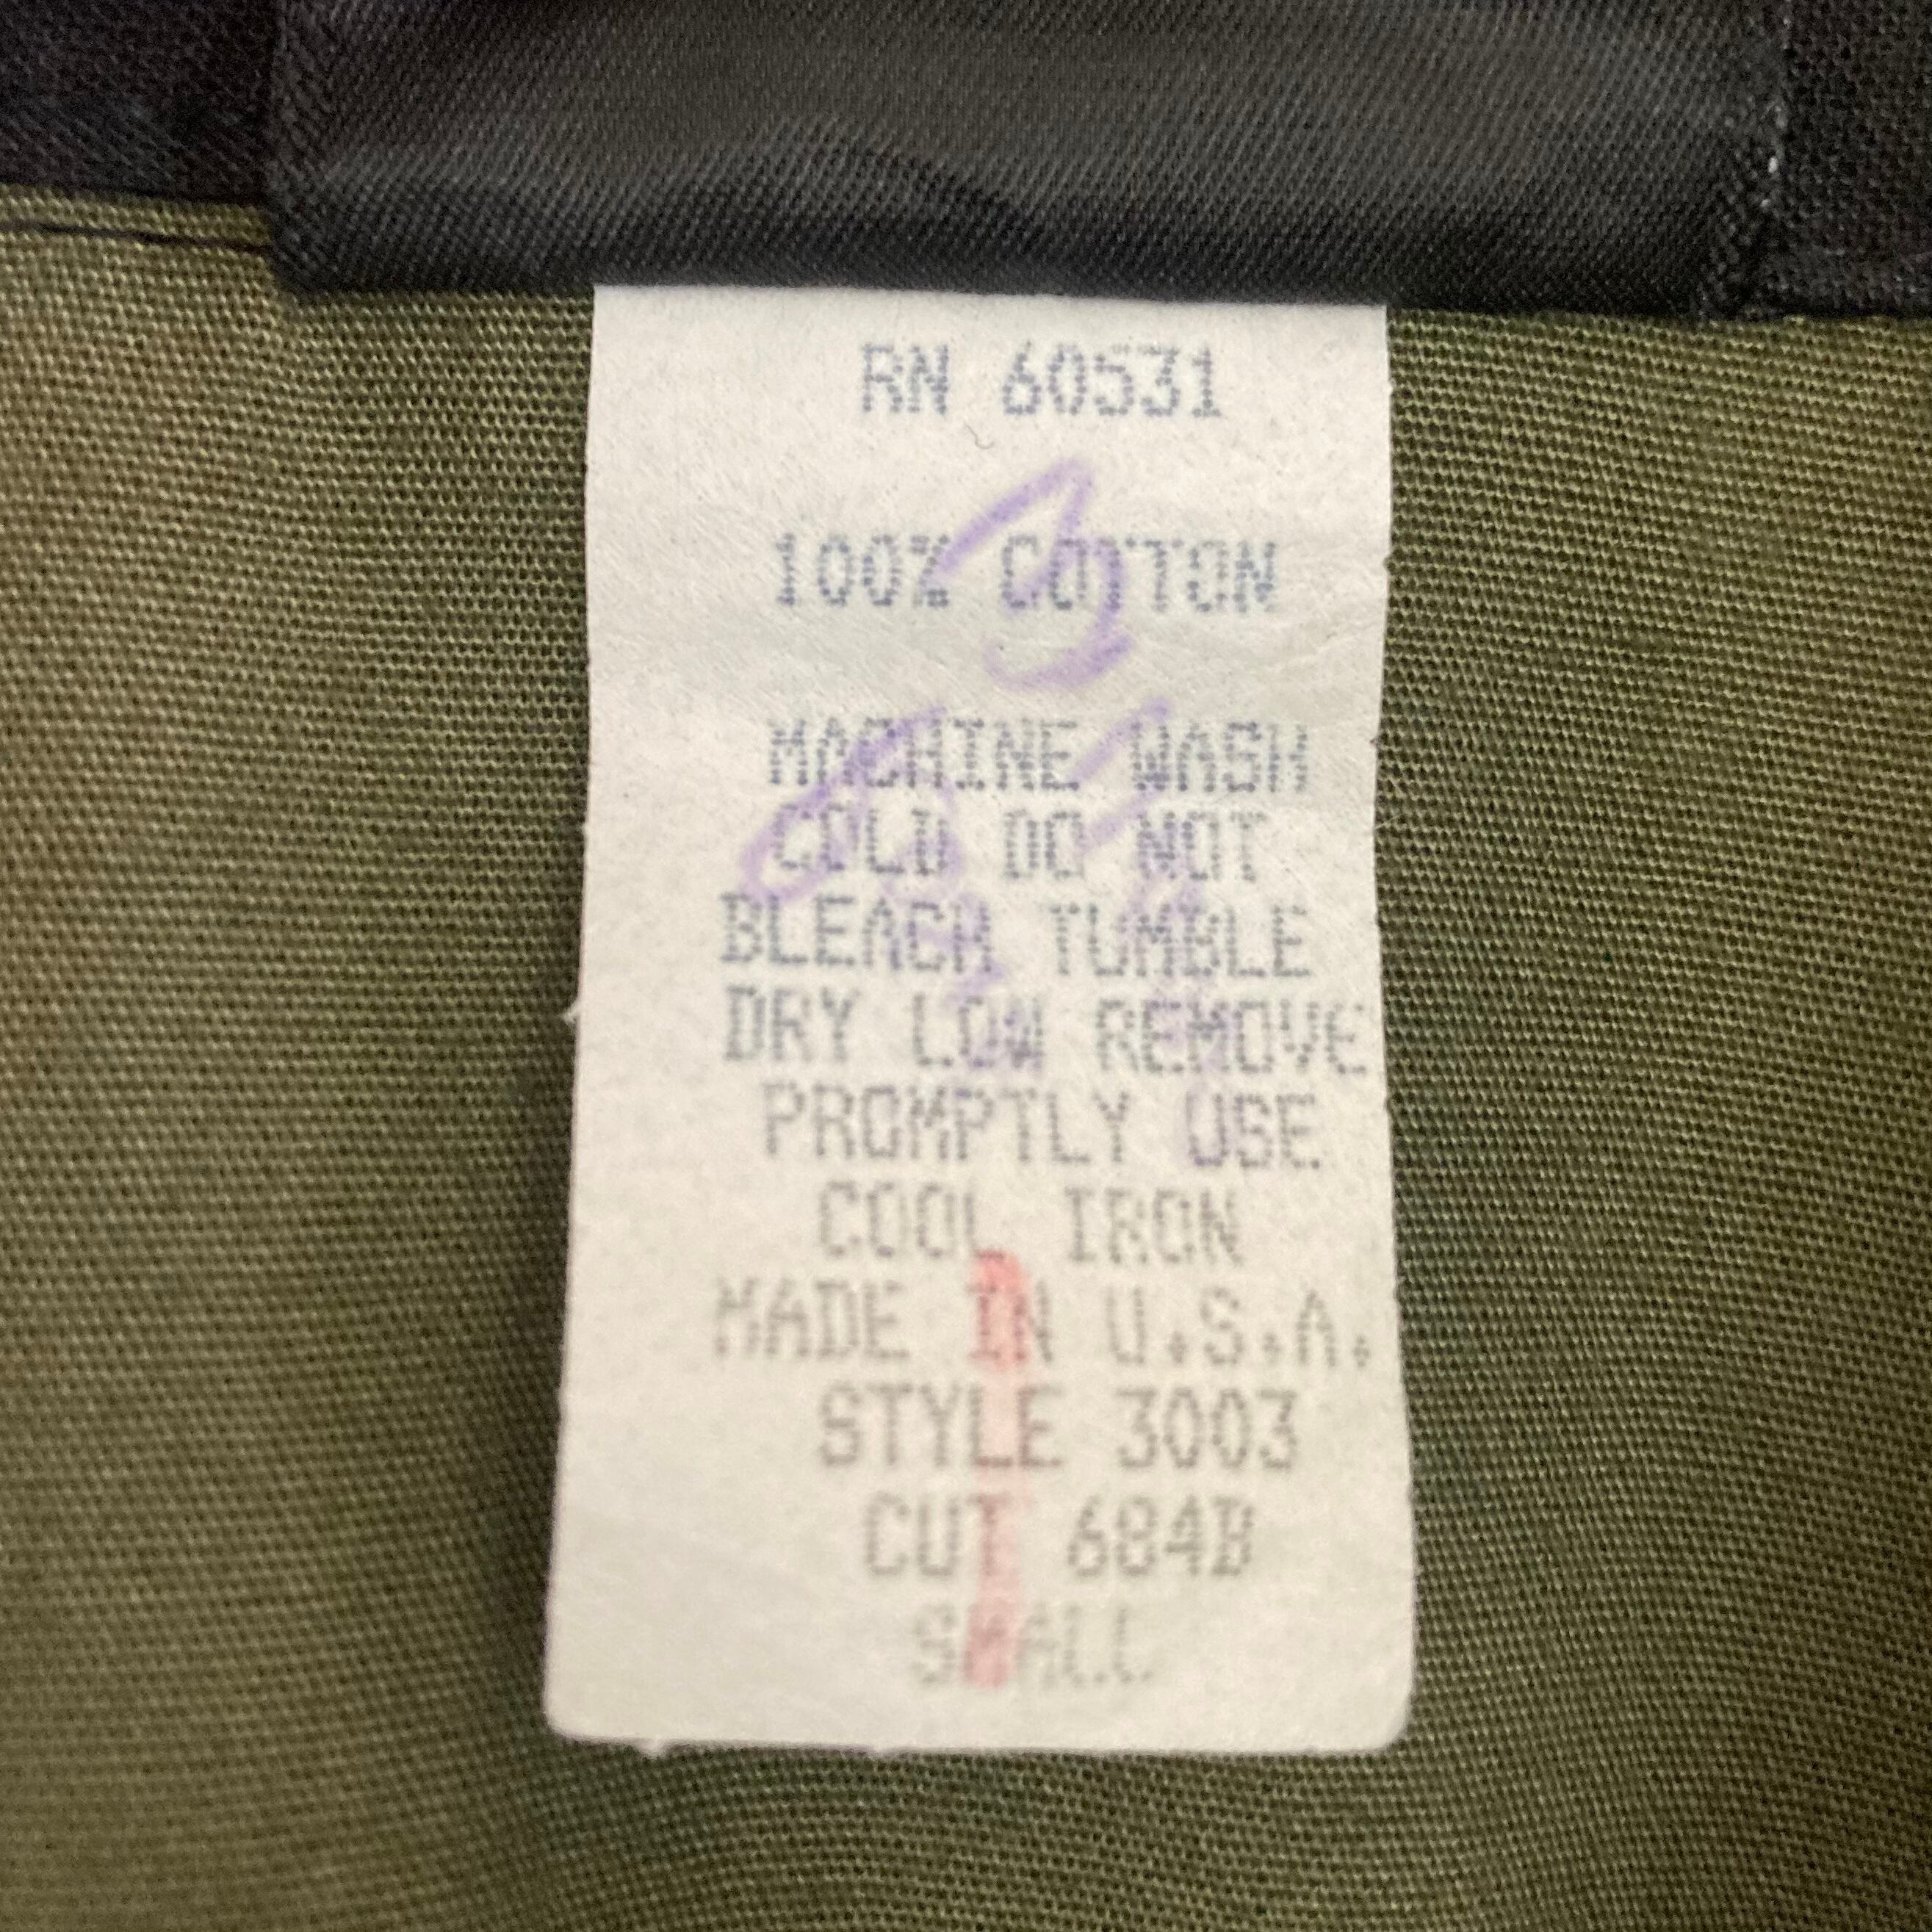 RN 60531
100% COTTON
MACHINE WASH
COLD DO NOT
BLEACH TUMBLE
DRY LOW REMOVE
PROMPTLY USE
COOL IRON
MADE IN U.S.A.
STYLE 3003
CUT 684B
SMALL